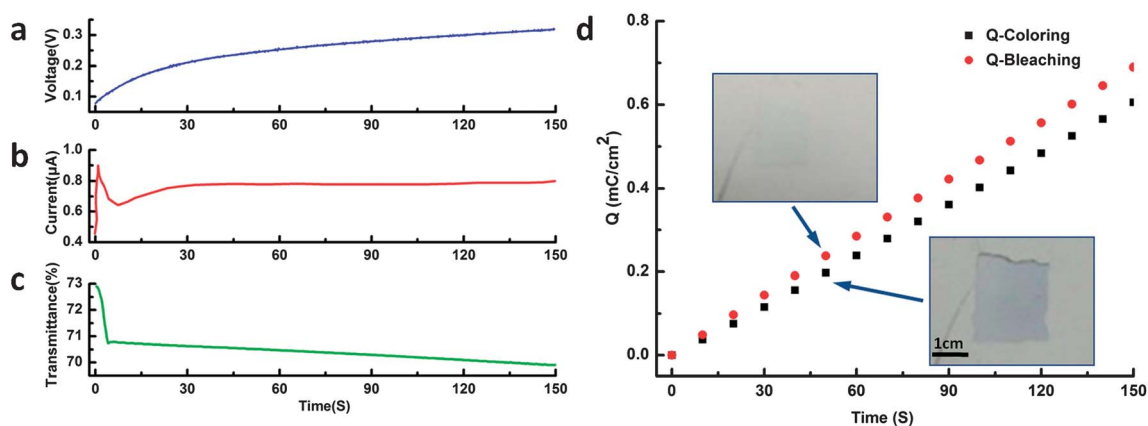 a
Voltage(V)
0.3
0.2
0.1
0 30 60 90 120 150
b
Current(μA)
1.0
0.8
0.6
0.4
0 30 60 90 120 150
c
Transmittance(%)
73
72
71
70
0 30 60 90 120 150
Time(S)
d
Q-Coloring
Q-Bleaching
Q (mC/cm²)
0.8
0.6
0.4
0.2
0.0
1cm
0 30 60 90 120 150
Time (S)